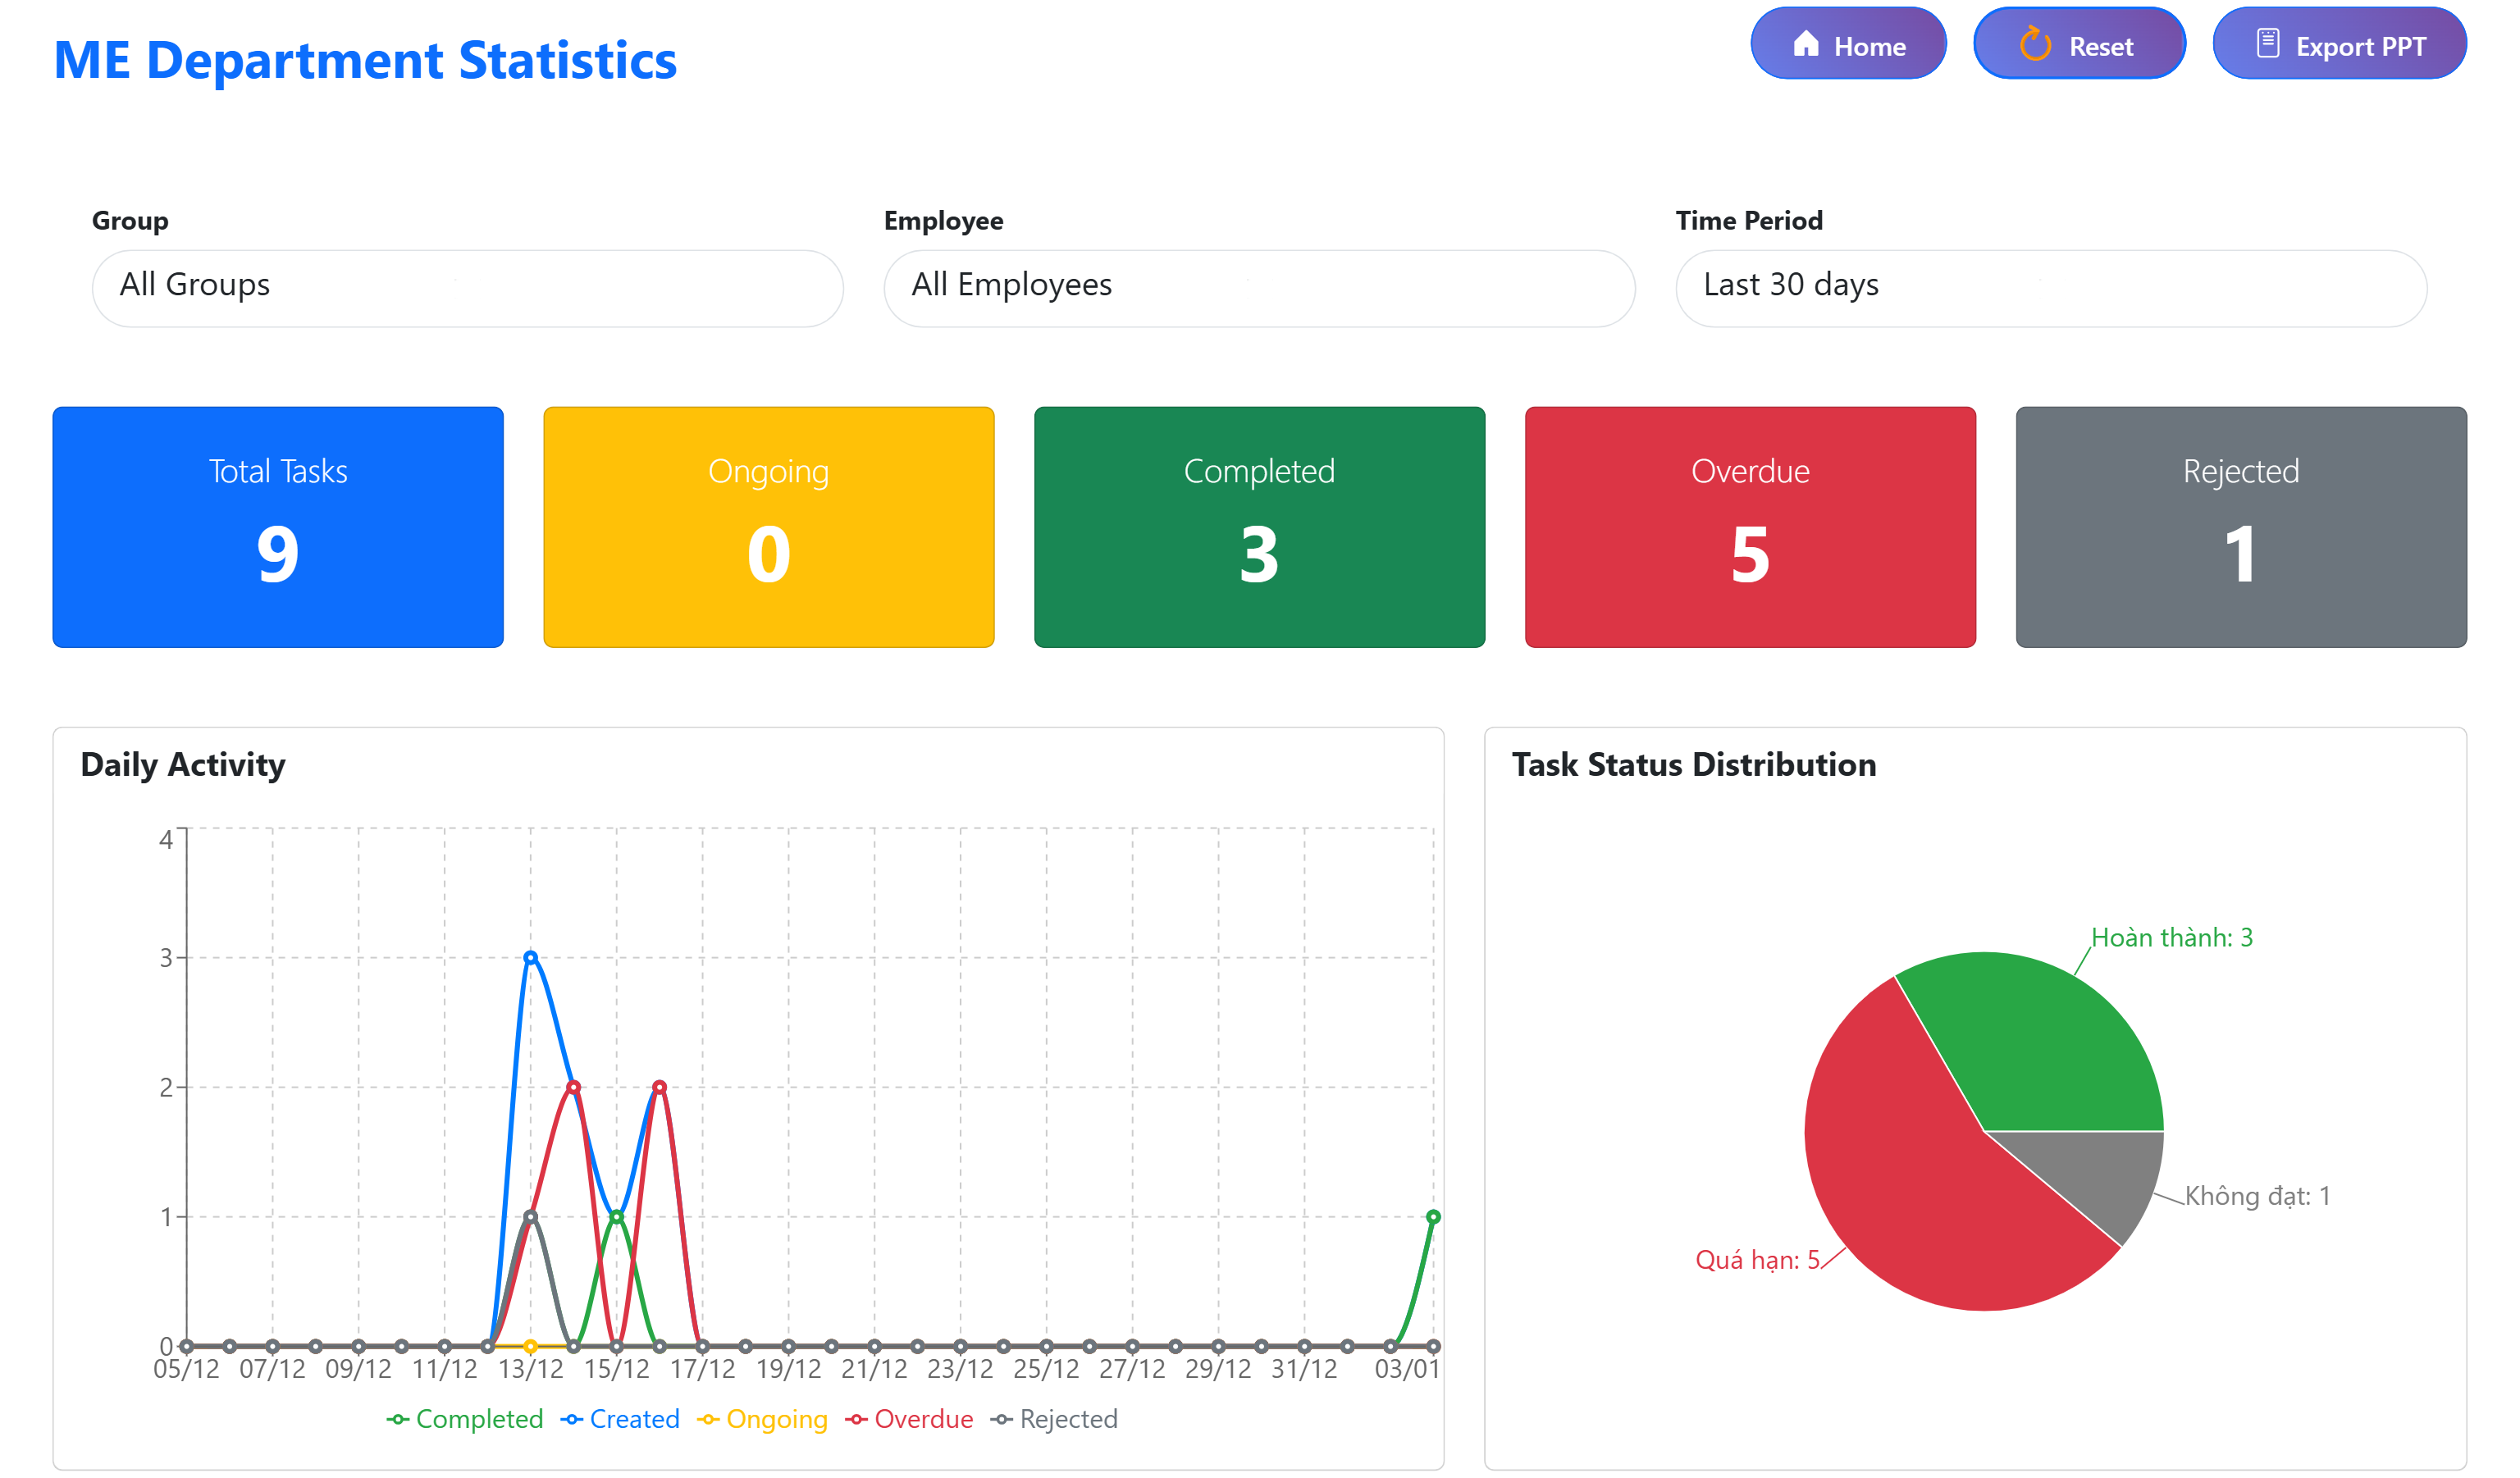 ME Department Statistics
Home
Reset
Export PPT
Group
Employee
Time Period
All Groups
All Employees
Last 30 days
Total Tasks
9
Ongoing
0
Completed
3
Overdue
5
Rejected
1
Daily Activity
4
3
2
1
0
05/12 07/12 09/12 11/12 13/12 15/12 17/12 19/12 21/12 23/12 25/12 27/12 29/12 31/12 03/01
Completed Created Ongoing Overdue Rejected
Task Status Distribution
Hoàn thành: 3
Không đạt: 1
Quá hạn: 5